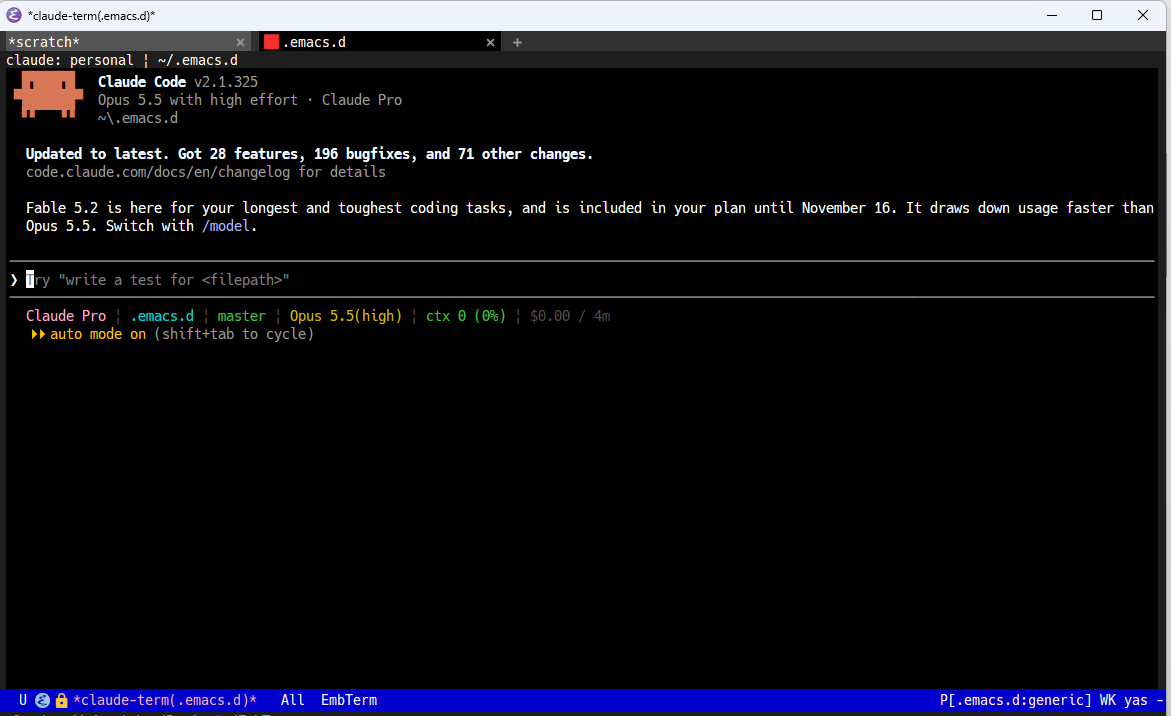 *claude-term(.emacs.d)*
*scratch* × .emacs.d × +
claude: personal ¦ ~/.emacs.d
Claude Code v2.1.325
Opus 5.5 with high effort · Claude Pro
~\.emacs.d
Updated to latest. Got 28 features, 196 bugfixes, and 71 other changes.
code.claude.com/docs/en/changelog for details
Fable 5.2 is here for your longest and toughest coding tasks, and is included in your plan until November 16. It draws down usage faster than
Opus 5.5. Switch with /model.
❯ Try "write a test for <filepath>"
Claude Pro ¦ .emacs.d ¦ master ¦ Opus 5.5(high) ¦ ctx 0 (0%) ¦ $0.00 / 4m
⏵⏵ auto mode on (shift+tab to cycle)
U *claude-term(.emacs.d)* All EmbTerm P[.emacs.d:generic] WK yas -